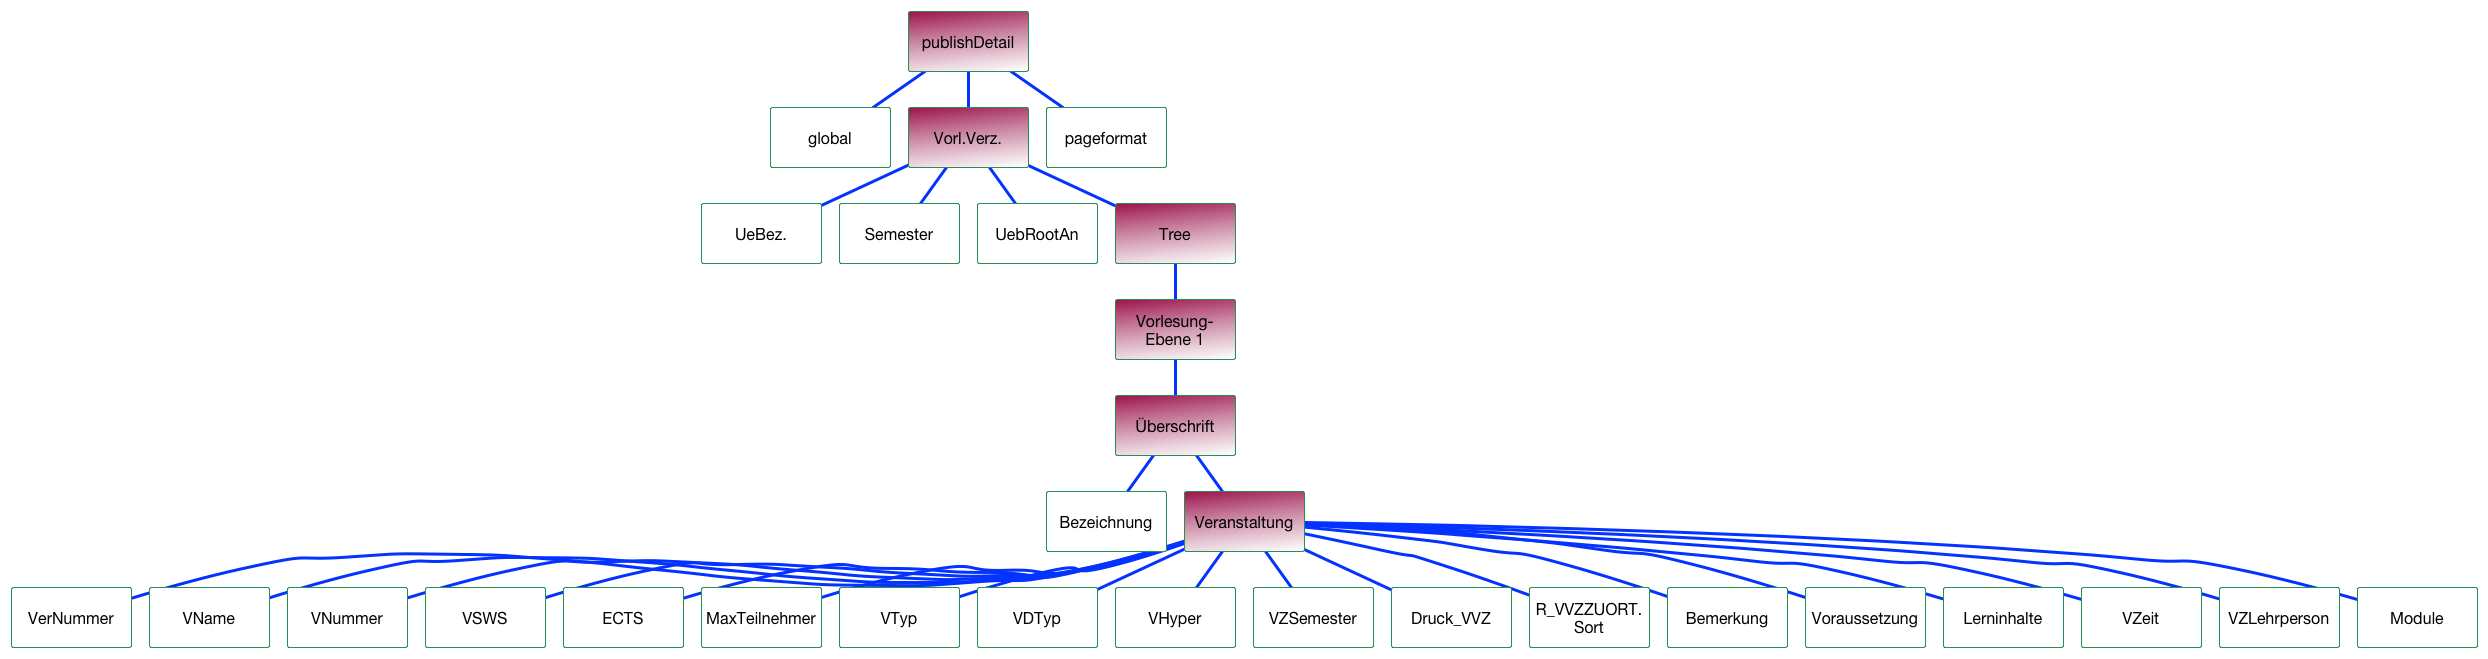 publishDetail
global
Vorl.Verz.
pageformat
UeBez.
Semester
UebRootAn
Tree
Vorlesung-
Ebene 1
Überschrift
Bezeichnung
Veranstaltung
VerNummer
VName
VNummer
VSWS
ECTS
MaxTeilnehmer
VTyp
VDTyp
VHyper
VZSemester
Druck_VVZ
R_VVZZUORT.
Sort
Bemerkung
Voraussetzung
Lerninhalte
VZeit
VZLehrperson
Module